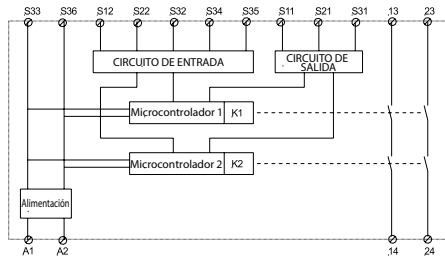 S33 S36 S12 S22 S32 S34 S35 S11 S21 S31 13 23
CIRCUITO DE ENTRADA
CIRCUITO DE
SALIDA
Microcontrolador 1 K1
Microcontrolador 2 K2
Alimentación
A1 A2 14 24